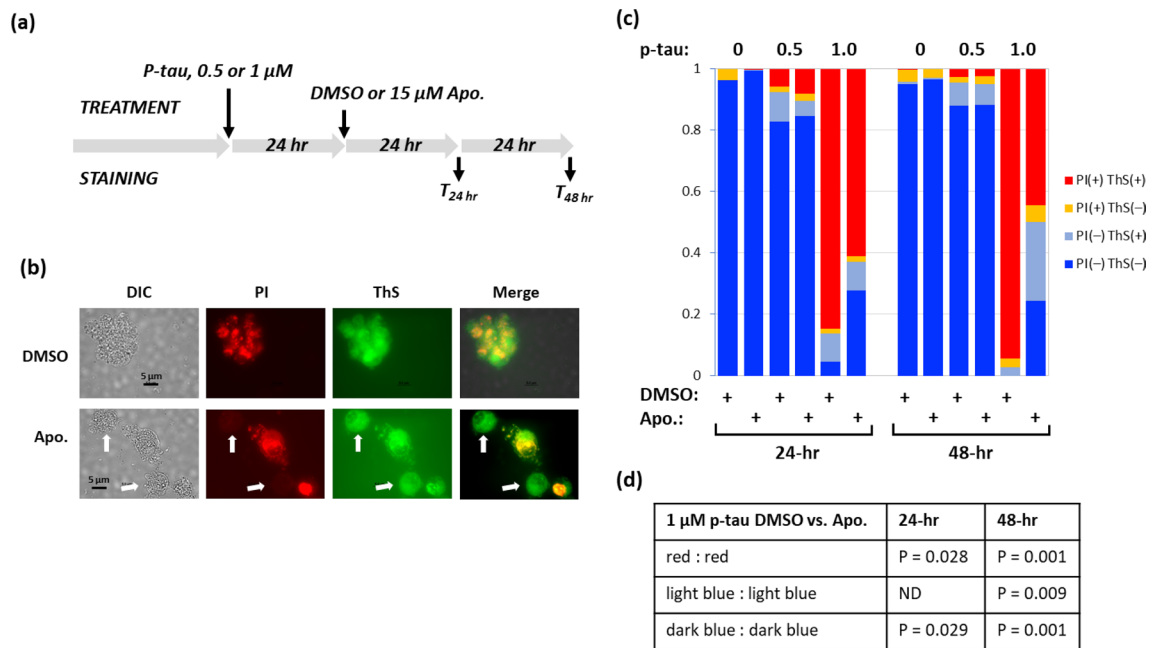 (a)
P-tau, 0.5 or 1 μM
TREATMENT
DMSO or 15 μM Apo.
24 hr 24 hr 24 hr
STAINING
T24 hr T48 hr
(b)
DIC PI ThS Merge
DMSO
5 μm
Apo.
5 μm
(c)
p-tau: 0 0.5 1.0 0 0.5 1.0
1
0.8
0.6
0.4
0.2
0
PI(+) ThS(+)
PI(+) ThS(−)
PI(−) ThS(+)
PI(−) ThS(−)
DMSO: + + + + + +
Apo.: + + + + + +
24-hr 48-hr
(d)
1 μM p-tau DMSO vs. Apo. 24-hr 48-hr
red : red P = 0.028 P = 0.001
light blue : light blue ND P = 0.009
dark blue : dark blue P = 0.029 P = 0.001